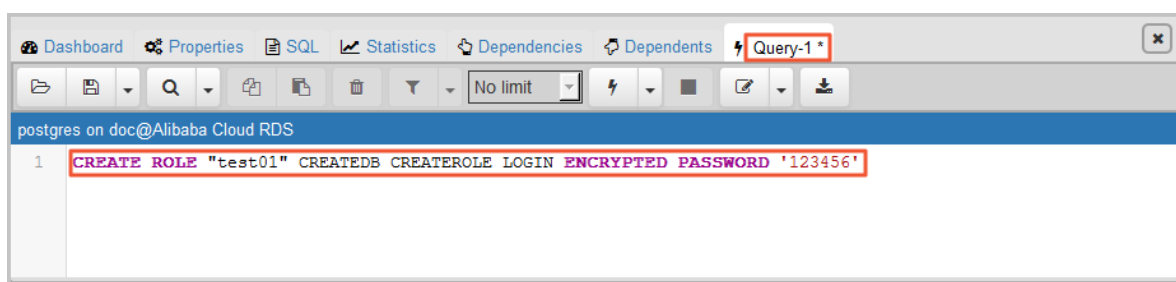 Dashboard Properties SQL Statistics Dependencies Dependents Query-1 *
No limit
postgres on doc@Alibaba Cloud RDS
1 CREATE ROLE "test01" CREATEDB CREATEROLE LOGIN ENCRYPTED PASSWORD '123456'